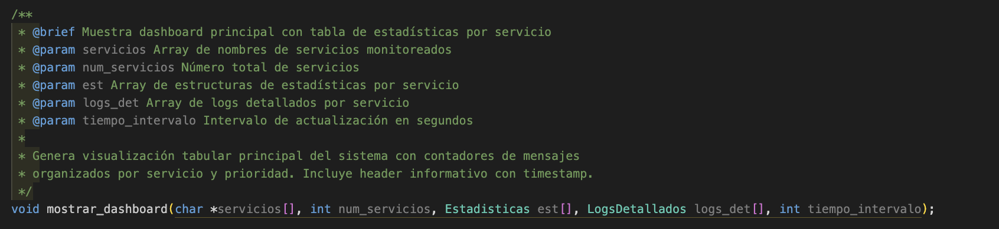 /**
 * @brief Muestra dashboard principal con tabla de estadísticas por servicio
 * @param servicios Array de nombres de servicios monitoreados
 * @param num_servicios Número total de servicios
 * @param est Array de estructuras de estadísticas por servicio
 * @param logs_det Array de logs detallados por servicio
 * @param tiempo_intervalo Intervalo de actualización en segundos
 *
 * Genera visualización tabular principal del sistema con contadores de mensajes
 * organizados por servicio y prioridad. Incluye header informativo con timestamp.
 */
void mostrar_dashboard(char *servicios[], int num_servicios, Estadisticas est[], LogsDetallados logs_det[], int tiempo_intervalo);